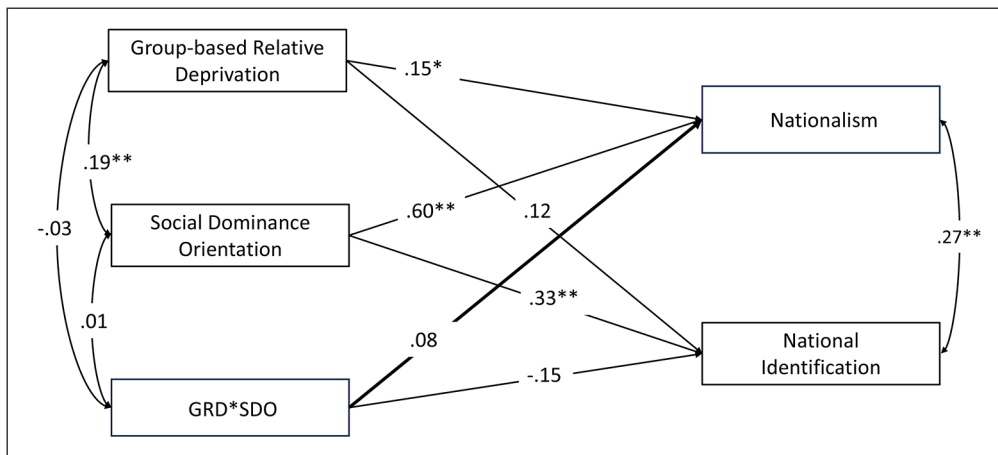 Group-based Relative
Deprivation
.15*
Nationalism
.19**
Social Dominance
Orientation
.60**
.12
-.03
.27**
.33**
.01
.08
National
Identification
-.15
GRD*SDO